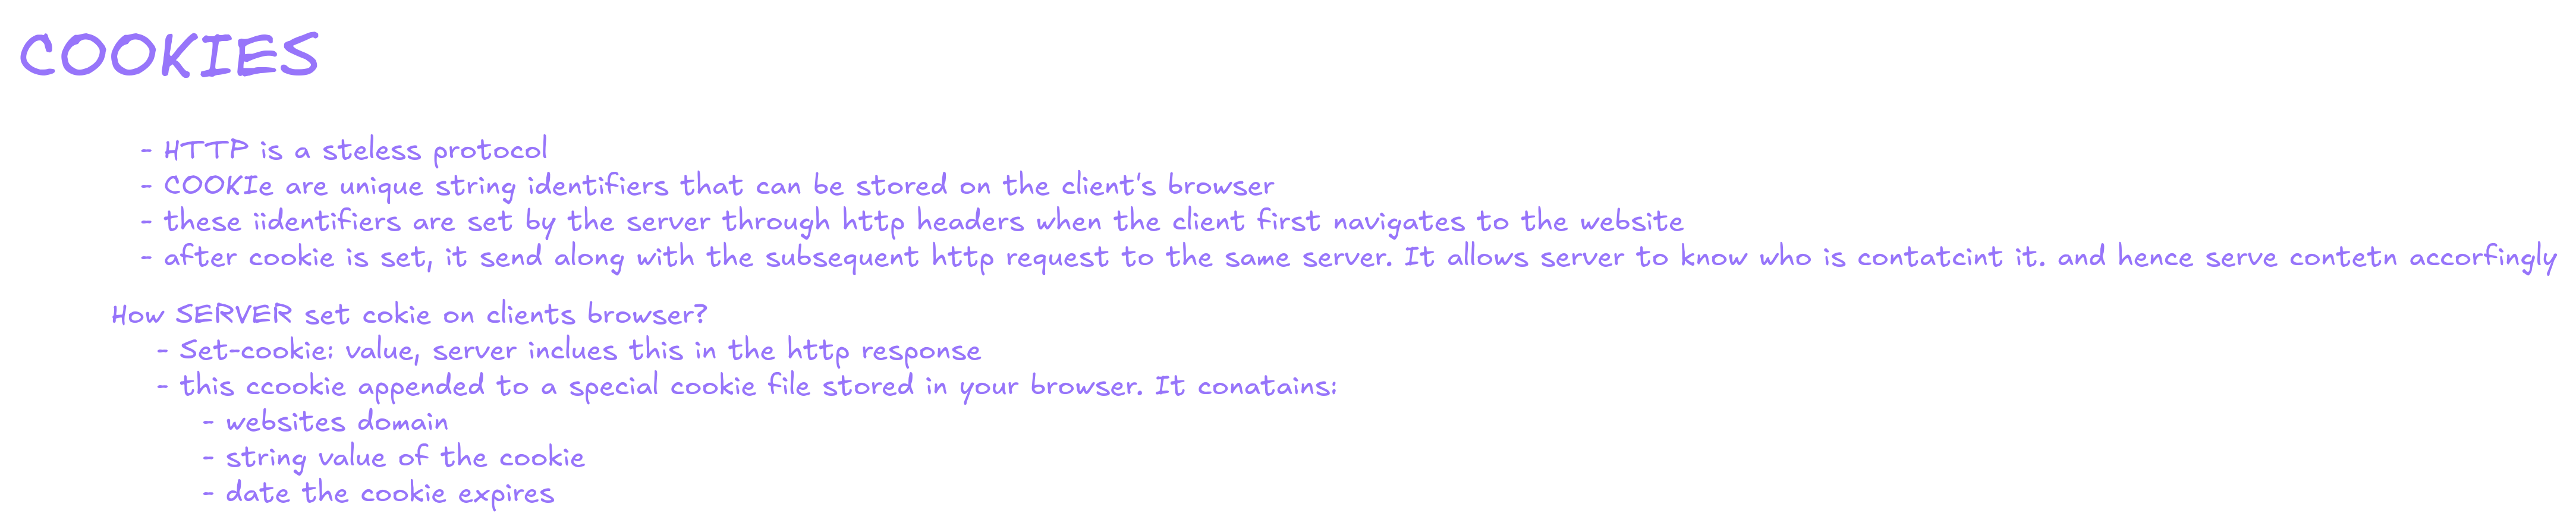 COOKIES
- HTTP is a steless protocol
- COOKIe are unique string identifiers that can be stored on the client's browser
- these iidentifiers are set by the server through http headers when the client first navigates to the website
- after cookie is set, it send along with the subsequent http request to the same server. It allows server to know who is contatcint it. and hence serve contetn accorfingly
How SERVER set cokie on clients browser?
- Set-cookie: value, server inclues this in the http response
- this ccookie appended to a special cookie file stored in your browser. It conatains:
- websites domain
- string value of the cookie
- date the cookie expires